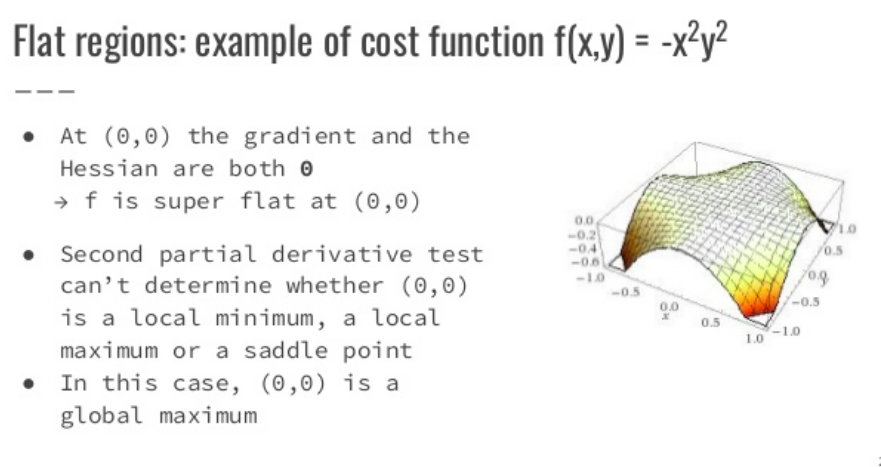 Flat regions: example of cost function f(x,y) = -x²y²
———
● At (0,0) the gradient and the
Hessian are both 0
→ f is super flat at (0,0)
● Second partial derivative test
can’t determine whether (0,0)
is a local minimum, a local
maximum or a saddle point
● In this case, (0,0) is a
global maximum
0.0
-0.2
-0.4
-0.6
-1.0
-0.5
0.0
x
0.5
1.0
-1.0
-0.5
0.0
y
0.5
1.0